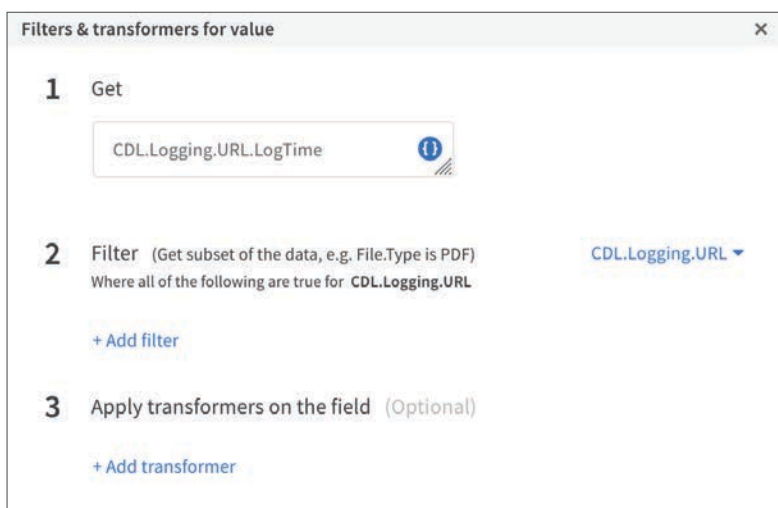 Filters & transformers for value ×
1 Get
CDL.Logging.URL.LogTime {}
2 Filter (Get subset of the data, e.g. File.Type is PDF) CDL.Logging.URL
Where all of the following are true for CDL.Logging.URL
+ Add filter
3 Apply transformers on the field (Optional)
+ Add transformer